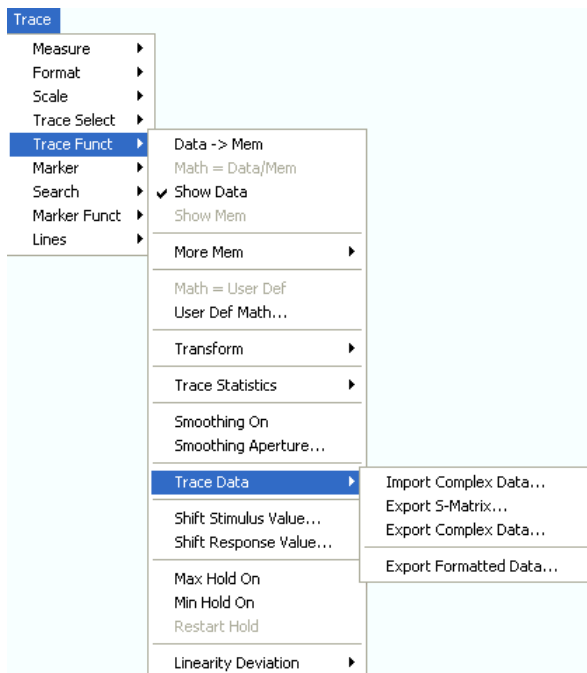 Trace
Measure
Format
Scale
Trace Select
Trace Funct
Marker
Search
Marker Funct
Lines
Data -> Mem
Math = Data/Mem
Show Data
Show Mem
More Mem
Math = User Def
User Def Math...
Transform
Trace Statistics
Smoothing On
Smoothing Aperture...
Trace Data
Shift Stimulus Value...
Shift Response Value...
Max Hold On
Min Hold On
Restart Hold
Linearity Deviation
Import Complex Data...
Export S-Matrix...
Export Complex Data...
Export Formatted Data...